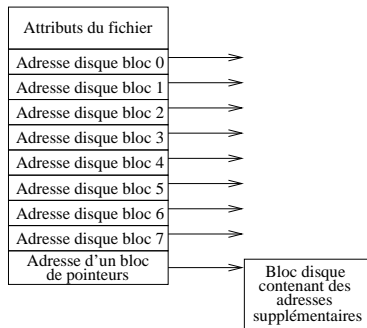 Attributs du fichier
Adresse disque bloc 0
Adresse disque bloc 1
Adresse disque bloc 2
Adresse disque bloc 3
Adresse disque bloc 4
Adresse disque bloc 5
Adresse disque bloc 6
Adresse disque bloc 7
Adresse d'un bloc
de pointeurs
Bloc disque
contenant des
adresses
supplémentaires